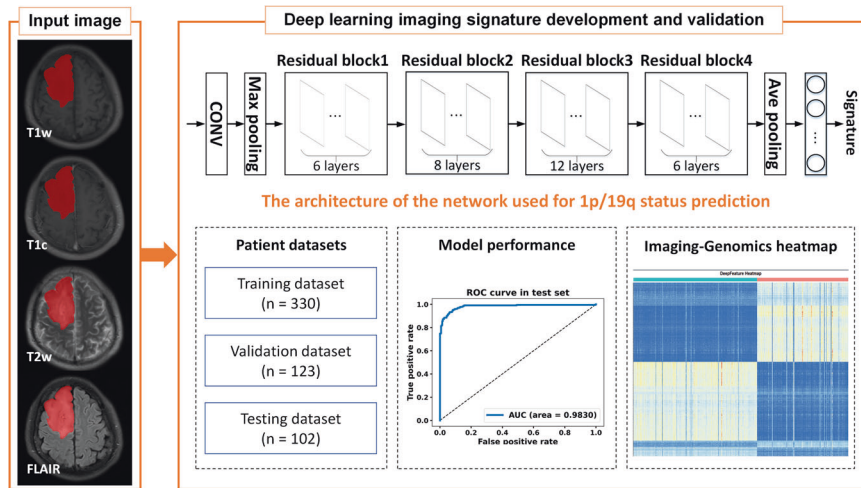 Input image
T1w
T1c
T2w
FLAIR
Deep learning imaging signature development and validation
Residual block1
Residual block2
Residual block3
Residual block4
CONV
Max pooling
...
6 layers
...
8 layers
...
12 layers
...
6 layers
Ave pooling
...
Signature
The architecture of the network used for 1p/19q status prediction
Patient datasets
Training dataset
(n = 330)
Validation dataset
(n = 123)
Testing dataset
(n = 102)
Model performance
ROC curve in test set
True positive rate
1.0
0.8
0.6
0.4
0.2
0.0
AUC (area = 0.9830)
0.0 0.2 0.4 0.6 0.8 1.0
False positive rate
Imaging-Genomics heatmap
DeepFeature Heatmap